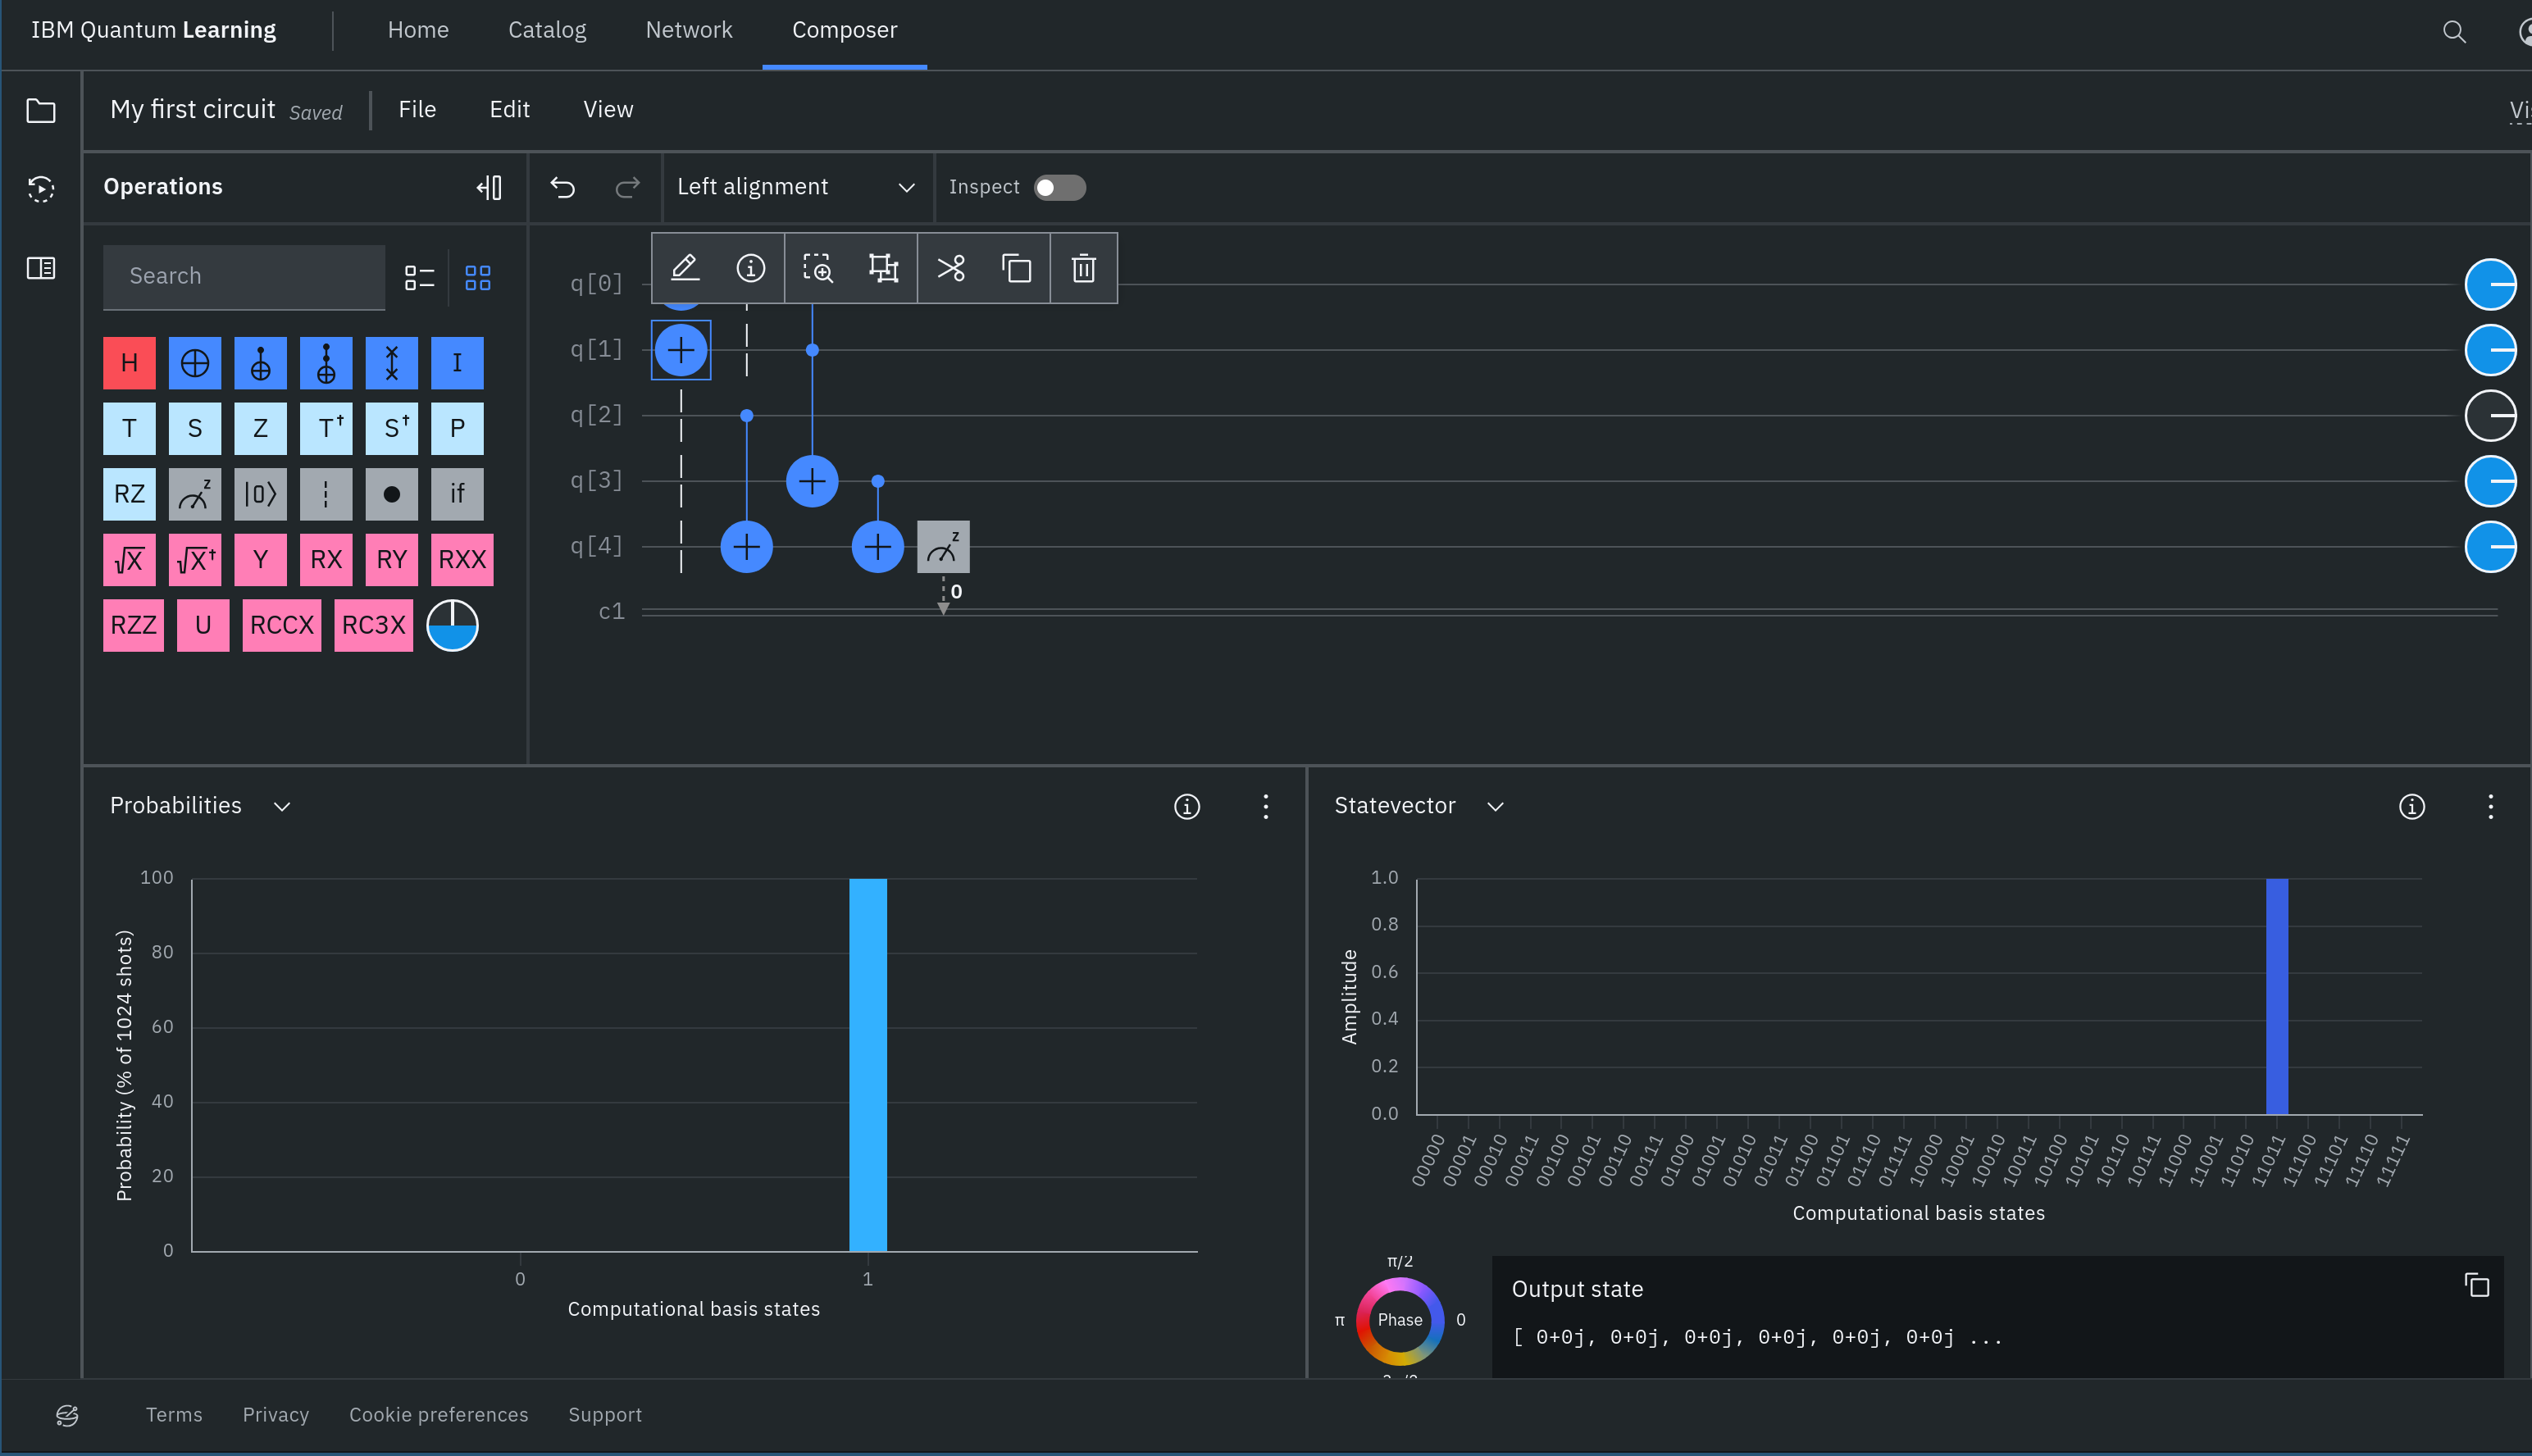 IBM Quantum Learning Home Catalog Network Composer
My first circuit Saved File Edit View
Operations Left alignment Inspect
Search
q[0]
q[1]
q[2]
q[3]
q[4]
0
c1
H I
T S Z T† S† P
RZ z |0⟩ if
√X √X† Y RX RY RXX
RZZ U RCCX RC3X
z
Probabilities
100
80
60
40
20
0
Probability (% of 1024 shots)
0 1
Computational basis states
Statevector
1.0
0.8
0.6
0.4
0.2
0.0
Amplitude
00000 00001 00010 00011 00100 00101 00110 00111 01000 01001 01010 01011 01100 01101 01110 01111 10000 10001 10010 10011 10100 10101 10110 10111 11000 11001 11010 11011 11100 11101 11110 11111
Computational basis states
π/2
π Phase 0
Output state
[ 0+0j, 0+0j, 0+0j, 0+0j, 0+0j, 0+0j ...
Terms Privacy Cookie preferences Support